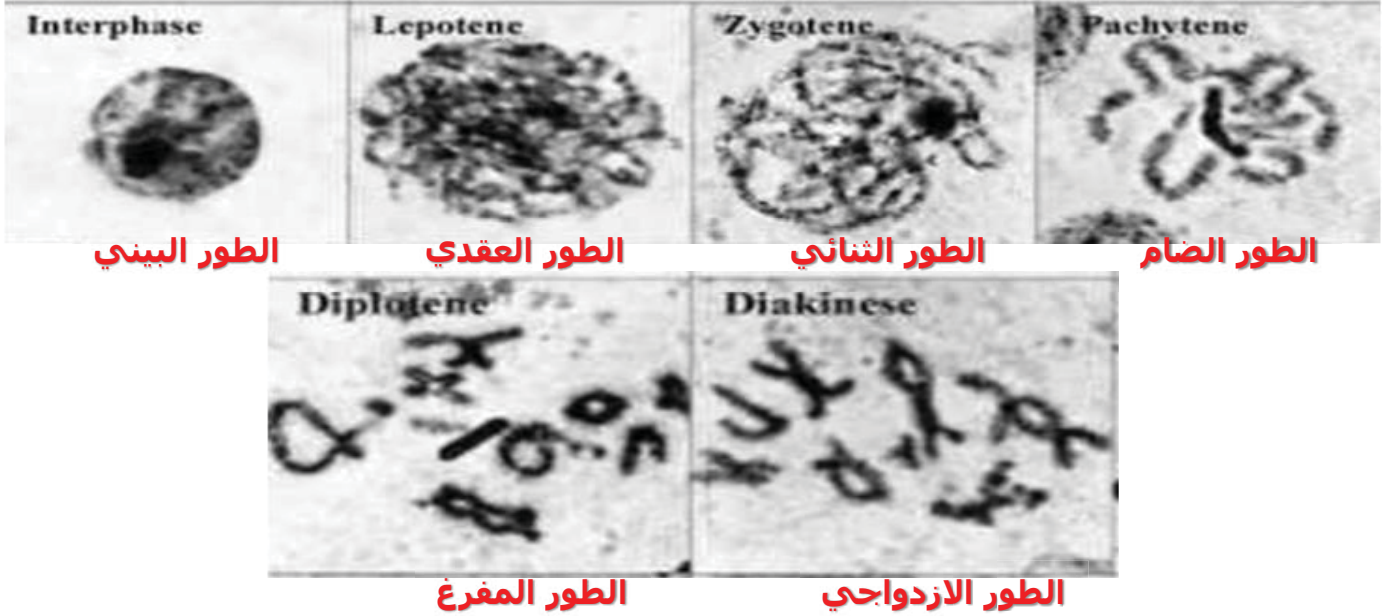 Interphase
Lepotene
Zygotene
Pachytene
الطور البيني
الطور العقدي
الطور الثنائي
الطور الضام
Diplotene
Diakinese
الطور المفرغ
الطور الازدواجي